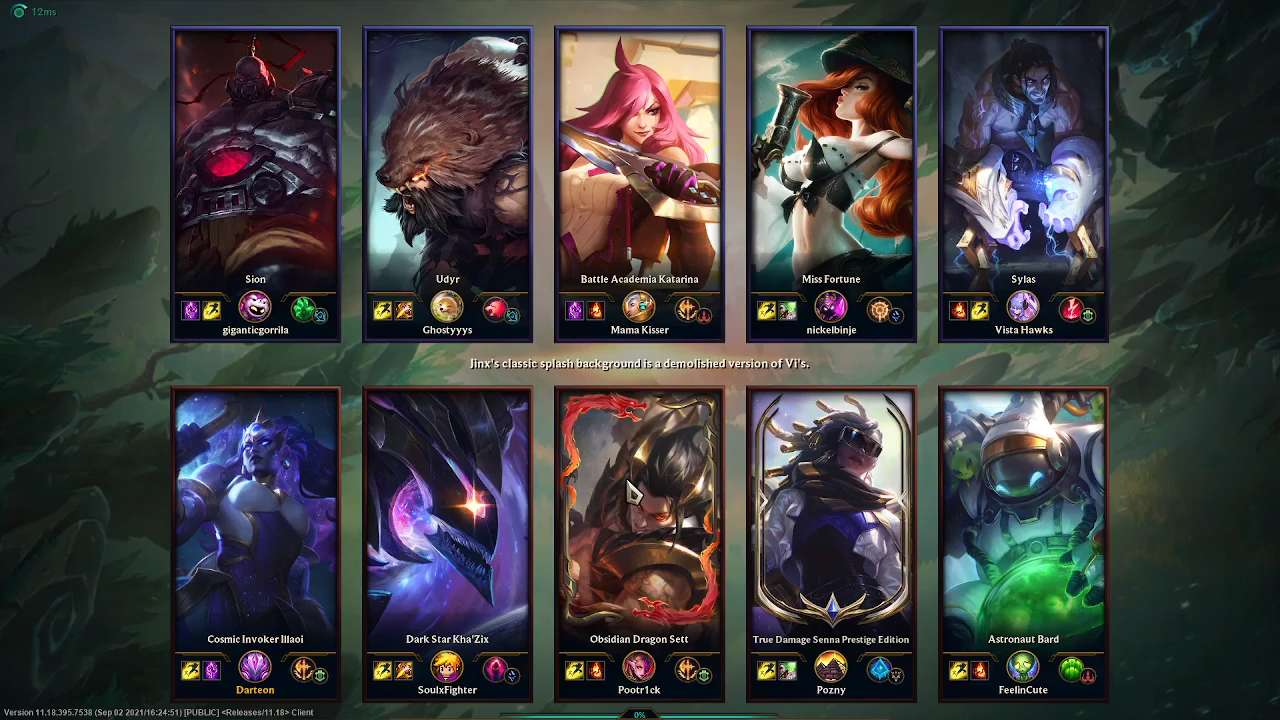 12ms
Sion
Udyr
Battle Academia Katarina
Miss Fortune
Sylas
giganticgorrila
Ghostyyys
Mama Kisser
nickelbinje
Vista Hawks
Jinx's classic splash background is a demolished version of Vi's.
Cosmic Invoker Illaoi
Dark Star Kha'Zix
Obsidian Dragon Sett
True Damage Senna Prestige Edition
Astronaut Bard
Darteon
SoulxFighter
Pootr1ck
Pozny
FeelinCute
Version 11.18.395.7538 (Sep 02 2021/16:24:51) [PUBLIC] <Releases/11.18> Client
0%